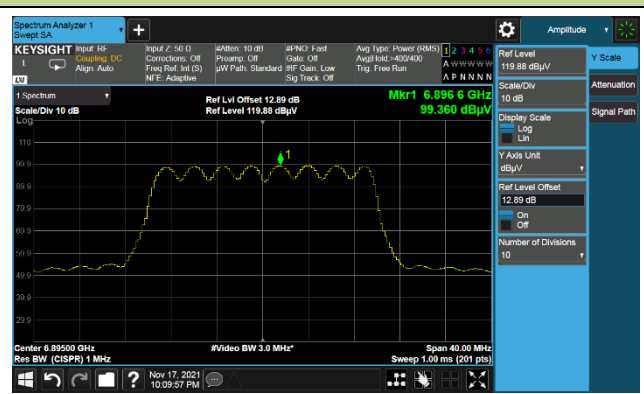 Spectrum Analyzer 1
Swept SA
+
Amplitude
KEYSIGHT
L
LXI
Input: RF
Coupling: DC
Align: Auto
Input Z: 50 Ω
Corrections: Off
Freq Ref: Int (S)
NFE: Adaptive
#Atten: 10 dB
Preamp: Off
µW Path: Standard
#PNO: Fast
Gate: Off
#IF Gain: Low
Sig Track: Off
Avg Type: Power (RMS)
Avg|Hold:>400/400
Trig: Free Run
1 2 3 4 5 6
A W W W W W
A P N N N N
1 Spectrum
Scale/Div 10 dB
Log
Ref Lvl Offset 12.89 dB
Ref Level 119.88 dBµV
Mkr1 6.896 6 GHz
99.360 dBµV
1
110
99.9
89.9
79.9
69.9
59.9
49.9
39.9
29.9
Center 6.89500 GHz
Res BW (CISPR) 1 MHz
#Video BW 3.0 MHz*
Span 40.00 MHz
Sweep 1.00 ms (201 pts)
Ref Level
119.88 dBµV
Scale/Div
10 dB
Display Scale
Log
Lin
Y Axis Unit
dBµV
Ref Level Offset
12.89 dB
On
Off
Number of Divisions
10
Y Scale
Attenuation
Signal Path
?
Nov 17, 2021
10:09:57 PM